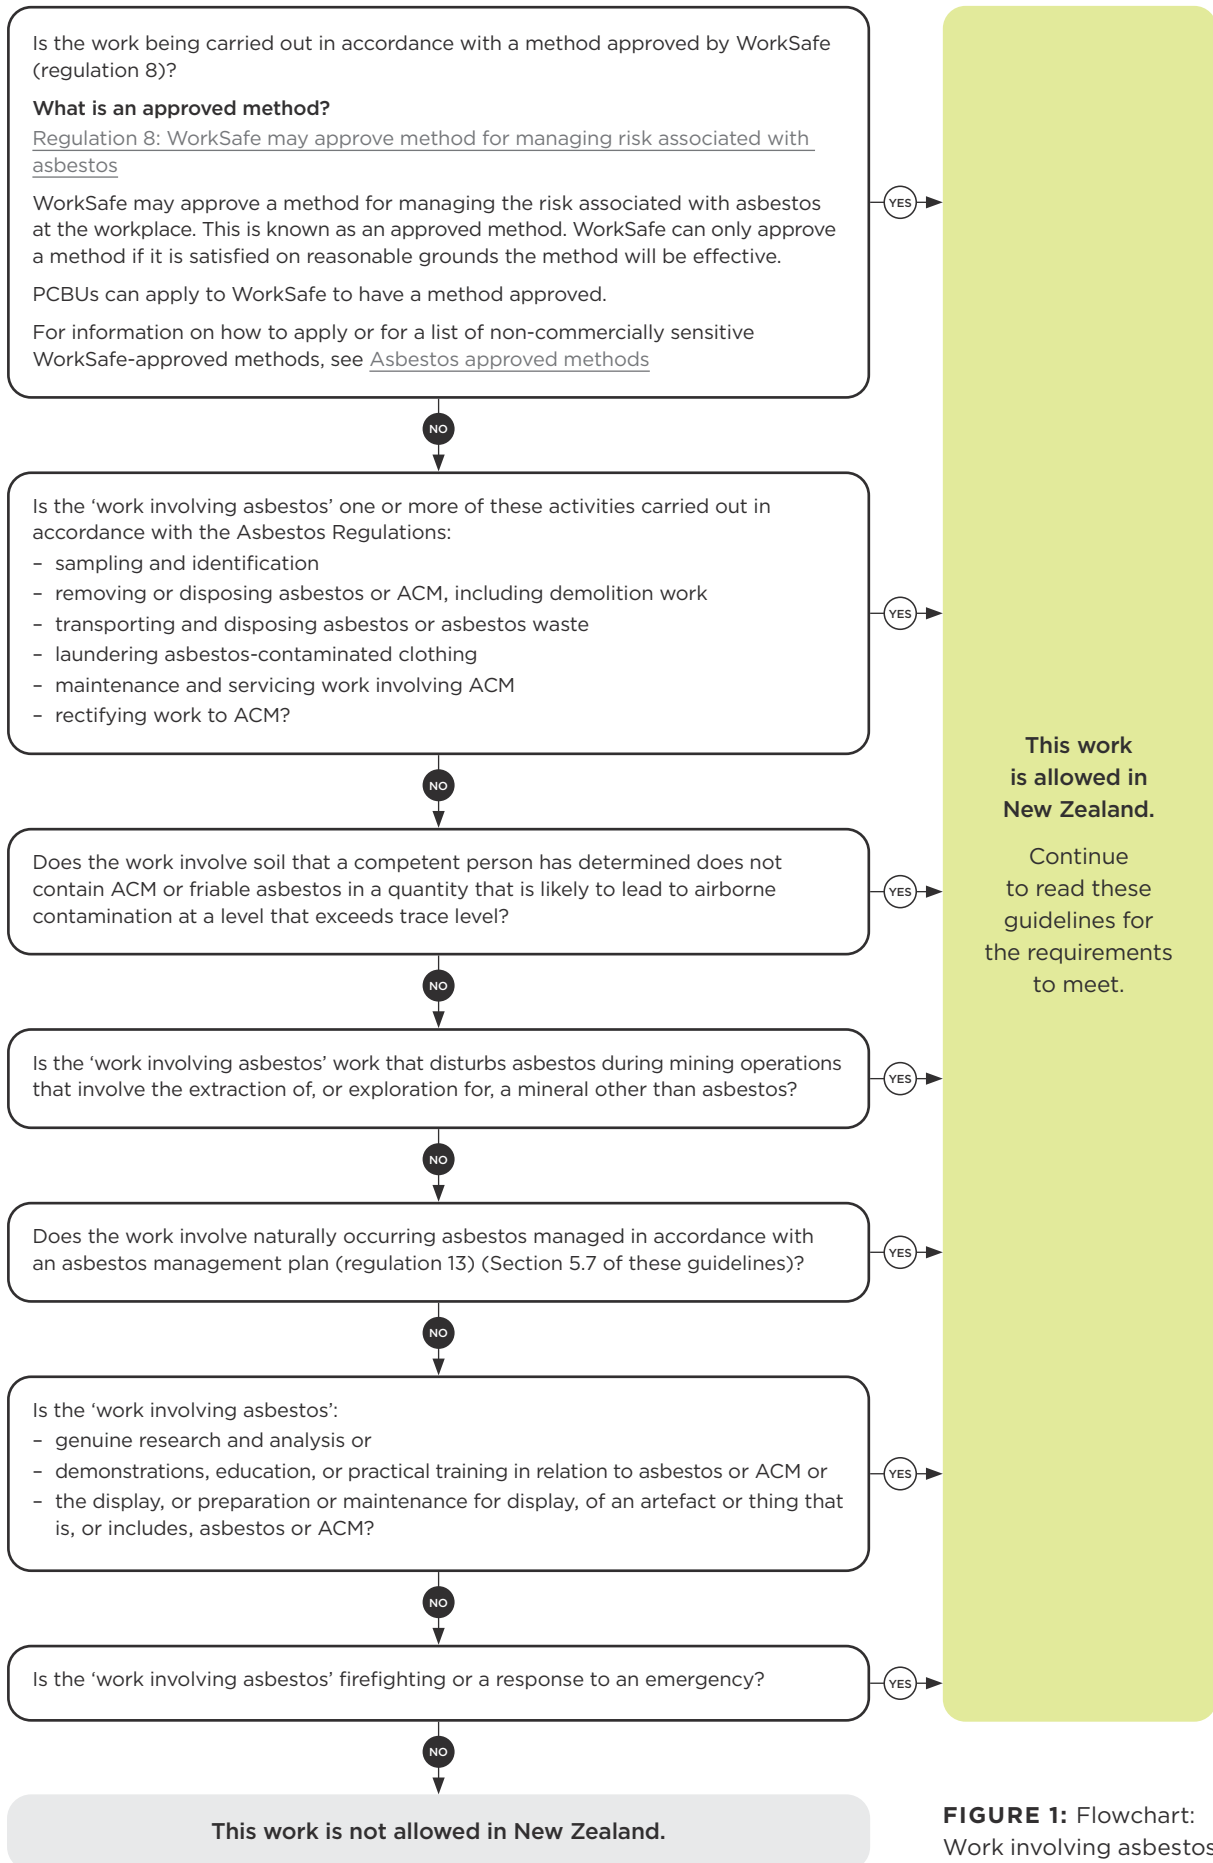 Is the work being carried out in accordance with a method approved by WorkSafe
(regulation 8)?
What is an approved method?
Regulation 8: WorkSafe may approve method for managing risk associated with
asbestos
WorkSafe may approve a method for managing the risk associated with asbestos
at the workplace. This is known as an approved method. WorkSafe can only approve
a method if it is satisfied on reasonable grounds the method will be effective.
PCBUs can apply to WorkSafe to have a method approved.
For information on how to apply or for a list of non-commercially sensitive
WorkSafe-approved methods, see Asbestos approved methods
YES
NO
Is the ‘work involving asbestos’ one or more of these activities carried out in
accordance with the Asbestos Regulations:
– sampling and identification
– removing or disposing asbestos or ACM, including demolition work
– transporting and disposing asbestos or asbestos waste
– laundering asbestos-contaminated clothing
– maintenance and servicing work involving ACM
– rectifying work to ACM?
YES
NO
Does the work involve soil that a competent person has determined does not
contain ACM or friable asbestos in a quantity that is likely to lead to airborne
contamination at a level that exceeds trace level?
YES
NO
Is the ‘work involving asbestos’ work that disturbs asbestos during mining operations
that involve the extraction of, or exploration for, a mineral other than asbestos?
YES
NO
Does the work involve naturally occurring asbestos managed in accordance with
an asbestos management plan (regulation 13) (Section 5.7 of these guidelines)?
YES
NO
Is the ‘work involving asbestos’:
– genuine research and analysis or
– demonstrations, education, or practical training in relation to asbestos or ACM or
– the display, or preparation or maintenance for display, of an artefact or thing that
is, or includes, asbestos or ACM?
YES
NO
Is the ‘work involving asbestos’ firefighting or a response to an emergency?
YES
NO
This work is not allowed in New Zealand.
This work
is allowed in
New Zealand.
Continue
to read these
guidelines for
the requirements
to meet.
FIGURE 1: Flowchart:
Work involving asbestos